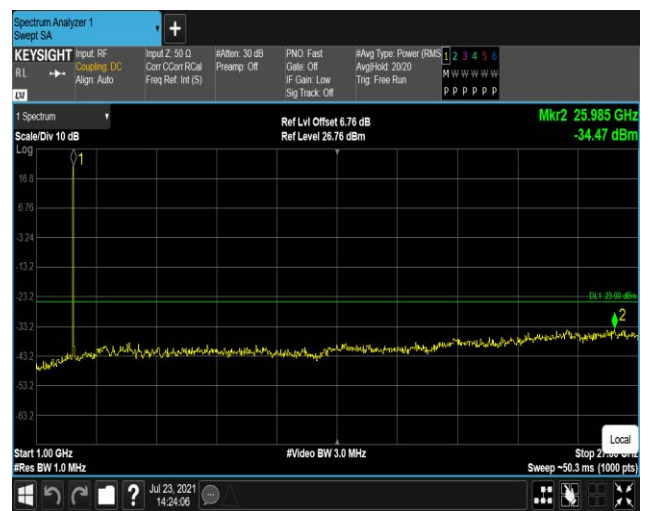 Spectrum Analyzer 1
Swept SA
+
KEYSIGHT
RL
LXI
Input: RF
Coupling: DC
Align: Auto
Input Z: 50 Ω
Corr CCorr RCal
Freq Ref: Int (S)
#Atten: 30 dB
Preamp: Off
PNO: Fast
Gate: Off
IF Gain: Low
Sig Track: Off
#Avg Type: Power (RMS
Avg|Hold: 20/20
Trig: Free Run
1 2 3 4 5 6
M W W W W W
P P P P P P
1 Spectrum
Scale/Div 10 dB
Log
Ref Lvl Offset 6.76 dB
Ref Level 26.76 dBm
Mkr2 25.985 GHz
-34.47 dBm
1
16.8
6.76
-3.24
-13.2
-23.2
DL1 -25.00 dBm
2
-33.2
-43.2
-53.2
-63.2
Local
Start 1.00 GHz
#Video BW 3.0 MHz
Stop
#Res BW 1.0 MHz
Sweep ~50.3 ms (1000 pts)
?
Jul 23, 2021
14:24:06